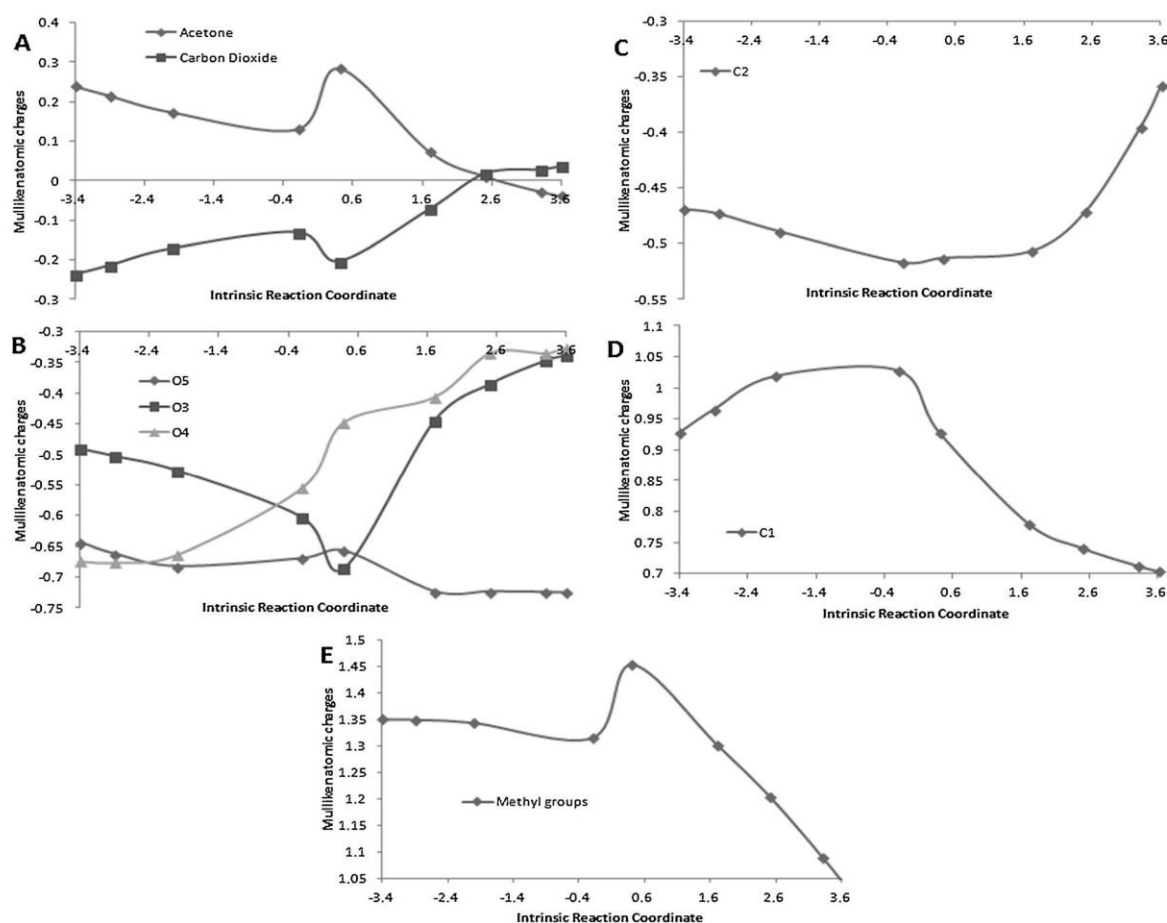 A
Acetone
Carbon Dioxide
Mullikenatomic charges
0.4
0.3
0.2
0.1
0
-0.1
-0.2
-0.3
-3.4 -2.4 -1.4 -0.4 0.6 1.6 2.6 3.6
Intrinsic Reaction Coordinate
C
C2
Mullikenatomic charges
-0.3
-0.35
-0.4
-0.45
-0.5
-0.55
-3.4 -2.4 -1.4 -0.4 0.6 1.6 2.6 3.6
Intrinsic Reaction Coordinate
B
O5
O3
O4
Mullikenatomic charges
-0.3
-0.35
-0.4
-0.45
-0.5
-0.55
-0.6
-0.65
-0.7
-0.75
-3.4 -2.4 -1.4 -0.4 0.6 1.6 2.6 3.6
Intrinsic Reaction Coordinate
D
C1
Mullikenatomic charges
1.1
1.05
1
0.95
0.9
0.85
0.8
0.75
0.7
-3.4 -2.4 -1.4 -0.4 0.6 1.6 2.6 3.6
Intrinsic Reaction Coordinate
E
Methyl groups
Mullikenatomic charges
1.5
1.45
1.4
1.35
1.3
1.25
1.2
1.15
1.1
1.05
-3.4 -2.4 -1.4 -0.4 0.6 1.6 2.6 3.6
Intrinsic Reaction Coordinate